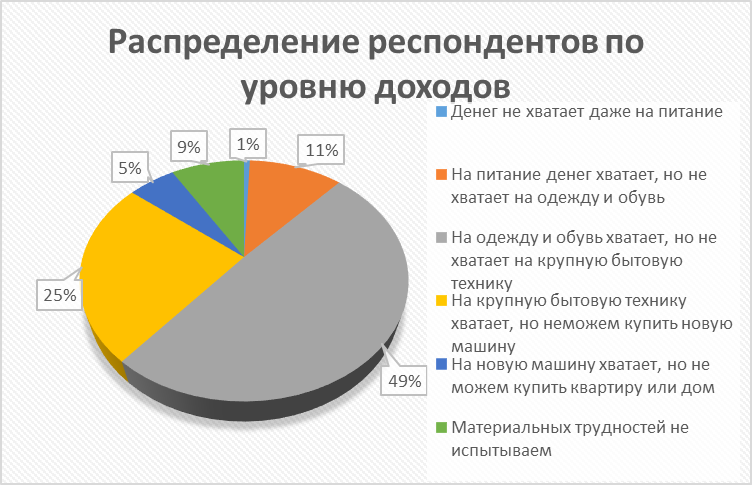 Распределение респондентов по
уровню доходов
1%
11%
9%
5%
25%
49%
Денег не хватает даже на питание
На питание денег хватает, но не
хватает на одежду и обувь
На одежду и обувь хватает, но не
хватает на крупную бытовую
технику
На крупную бытовую технику
хватает, но неможем купить новую
машину
На новую машину хватает, но не
можем купить квартиру или дом
Материальных трудностей не
испытываем